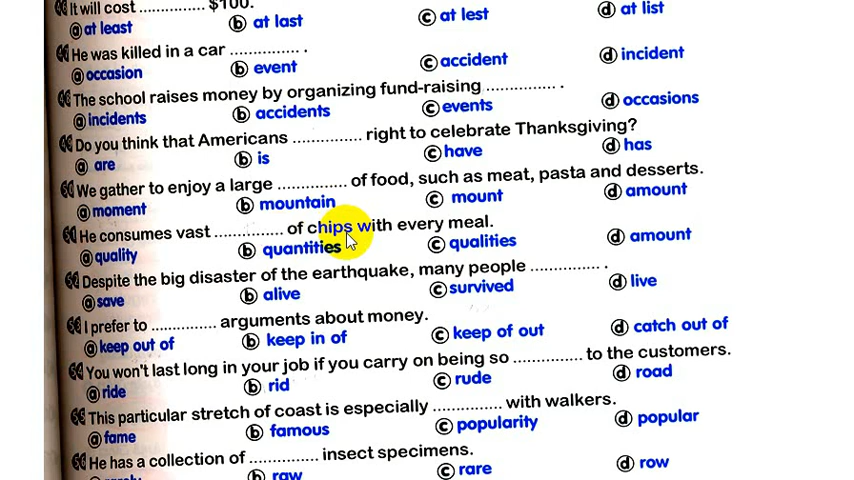 It will cost ............... $100.
ⓐ at least ⓑ at last ⓒ at lest ⓓ at list
He was killed in a car ............... .
ⓐ occasion ⓑ event ⓒ accident ⓓ incident
The school raises money by organizing fund-raising ............... .
ⓐ incidents ⓑ accidents ⓒ events ⓓ occasions
Do you think that Americans ............... right to celebrate Thanksgiving?
ⓐ are ⓑ is ⓒ have ⓓ has
We gather to enjoy a large ............... of food, such as meat, pasta and desserts.
ⓐ moment ⓑ mountain ⓒ mount ⓓ amount
He consumes vast ............... of chips with every meal.
ⓐ quality ⓑ quantities ⓒ qualities ⓓ amount
Despite the big disaster of the earthquake, many people ............... .
ⓐ save ⓑ alive ⓒ survived ⓓ live
I prefer to ............... arguments about money.
ⓐ keep out of ⓑ keep in of ⓒ keep of out ⓓ catch out of
You won't last long in your job if you carry on being so ............... to the customers.
ⓐ ride ⓑ rid ⓒ rude ⓓ road
This particular stretch of coast is especially ............... with walkers.
ⓐ fame ⓑ famous ⓒ popularity ⓓ popular
He has a collection of ............... insect specimens.
ⓑ raw ⓒ rare ⓓ row